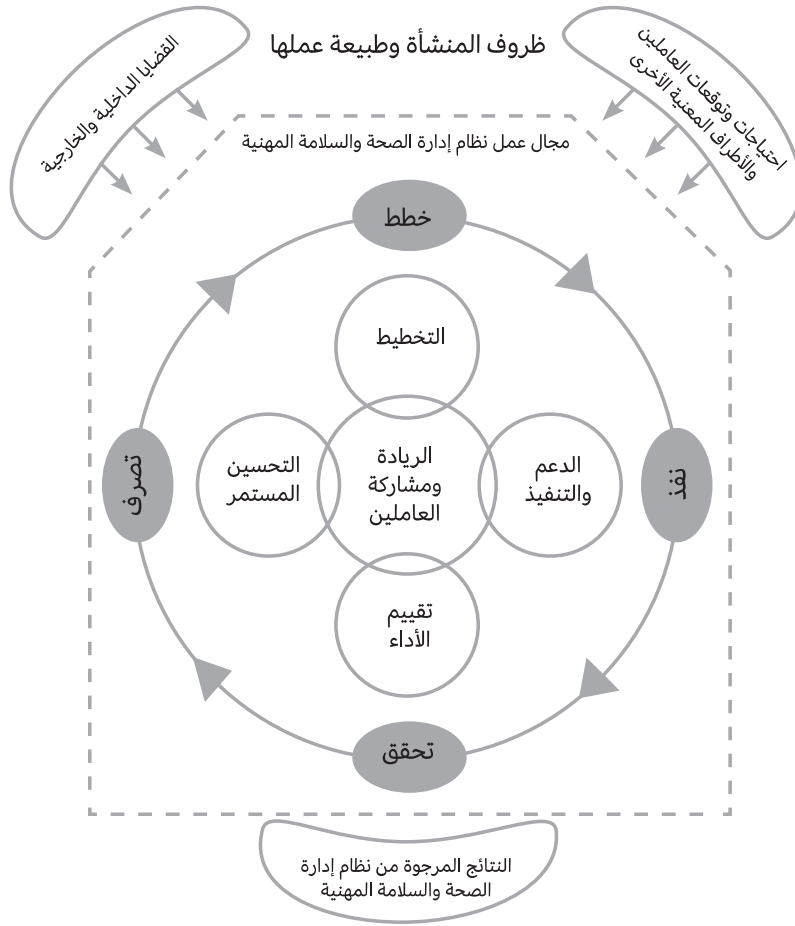 ظروف المنشأة وطبيعة عملها
احتياجات وتوقعات العاملين
والأطراف المعنية الأخرى
القضايا الداخلية والخارجية
مجال عمل نظام إدارة الصحة والسلامة المهنية
خطط
التخطيط
نفذ
الدعم
والتنفيذ
الريادة
ومشاركة
العاملين
التحسين
المستمر
تصرف
تقييم
الأداء
تحقق
النتائج المرجوة من نظام إدارة
الصحة والسلامة المهنية